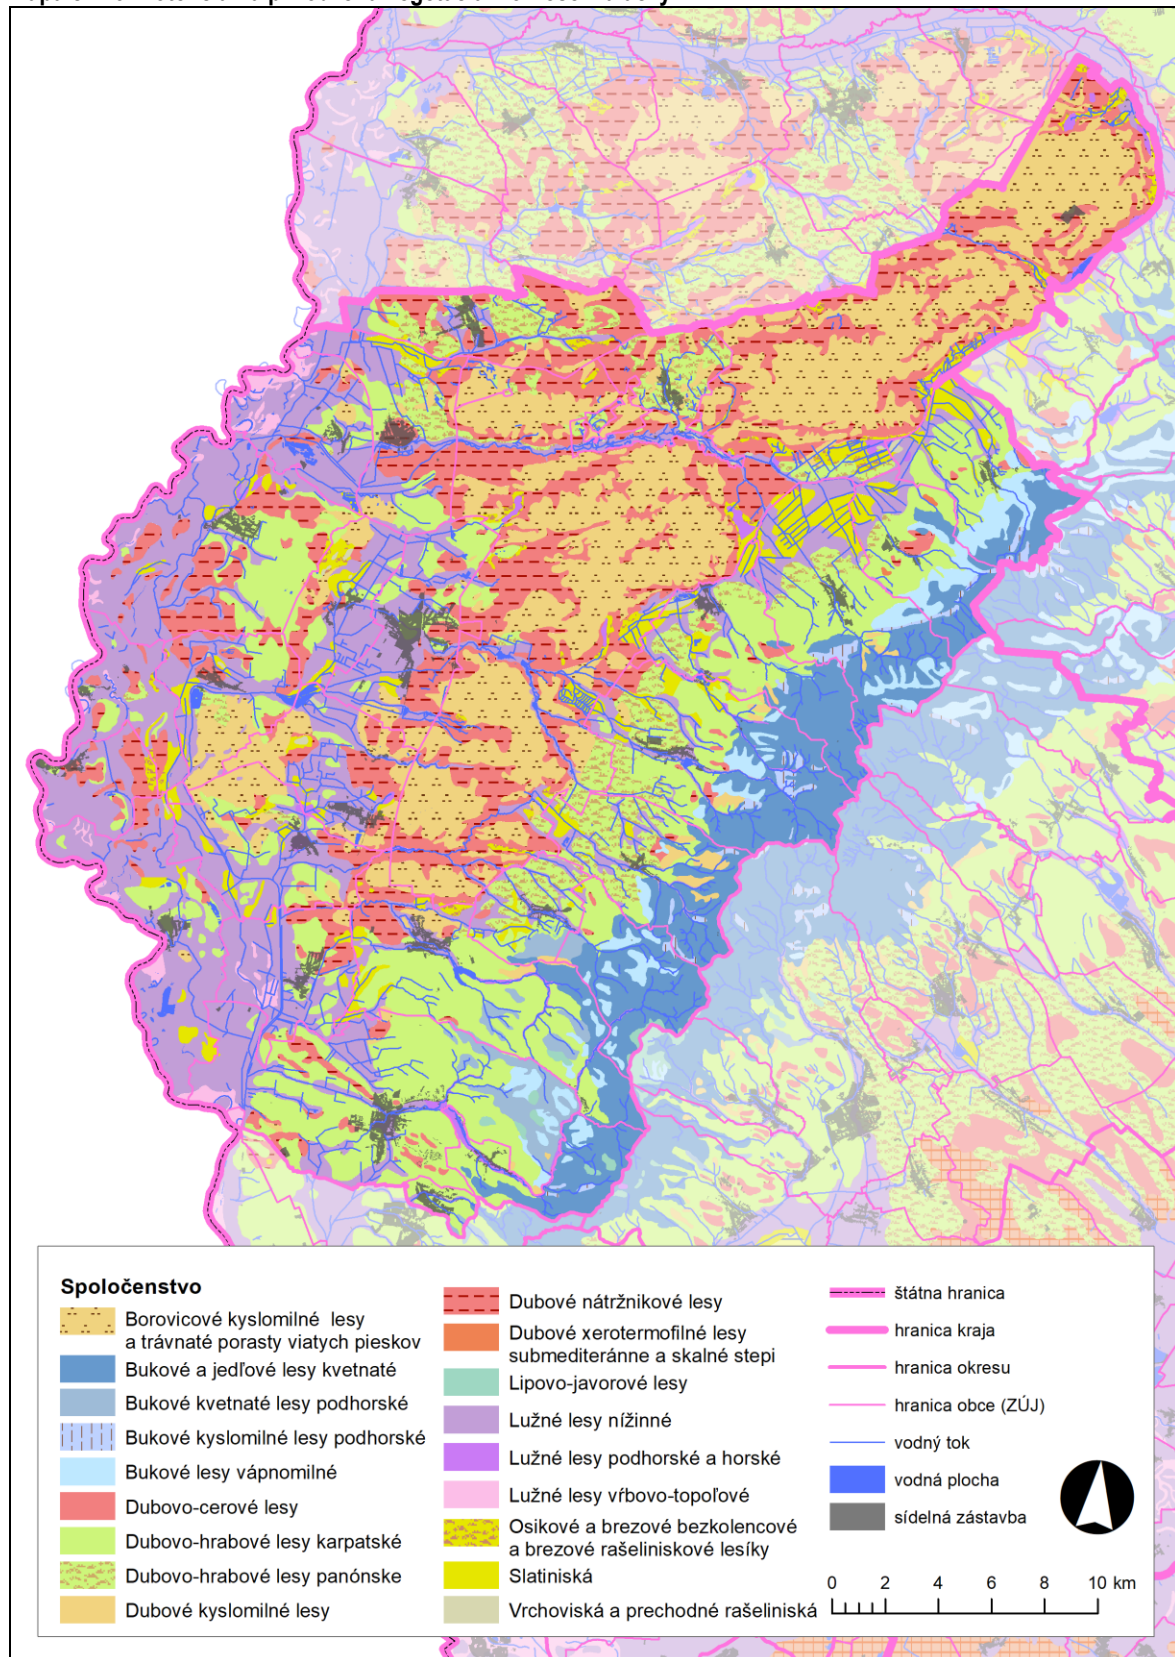 Spoločenstvo
Borovicové kyslomilné lesy
a trávnaté porasty viatych pieskov
Bukové a jedľové lesy kvetnaté
Bukové kvetnaté lesy podhorské
Bukové kyslomilné lesy podhorské
Bukové lesy vápnomilné
Dubovo-cerové lesy
Dubovo-hrabové lesy karpatské
Dubovo-hrabové lesy panónske
Dubové kyslomilné lesy
Dubové nátržnikové lesy
Dubové xerotermofilné lesy
submediteránne a skalné stepi
Lipovo-javorové lesy
Lužné lesy nížinné
Lužné lesy podhorské a horské
Lužné lesy vŕbovo-topoľové
Osikové a brezové bezkolencové
a brezové rašeliniskové lesíky
Slatiniská
Vrchoviská a prechodné rašeliniská
štátna hranica
hranica kraja
hranica okresu
hranica obce (ZÚJ)
vodný tok
vodná plocha
sídelná zástavba
0 2 4 6 8 10 km